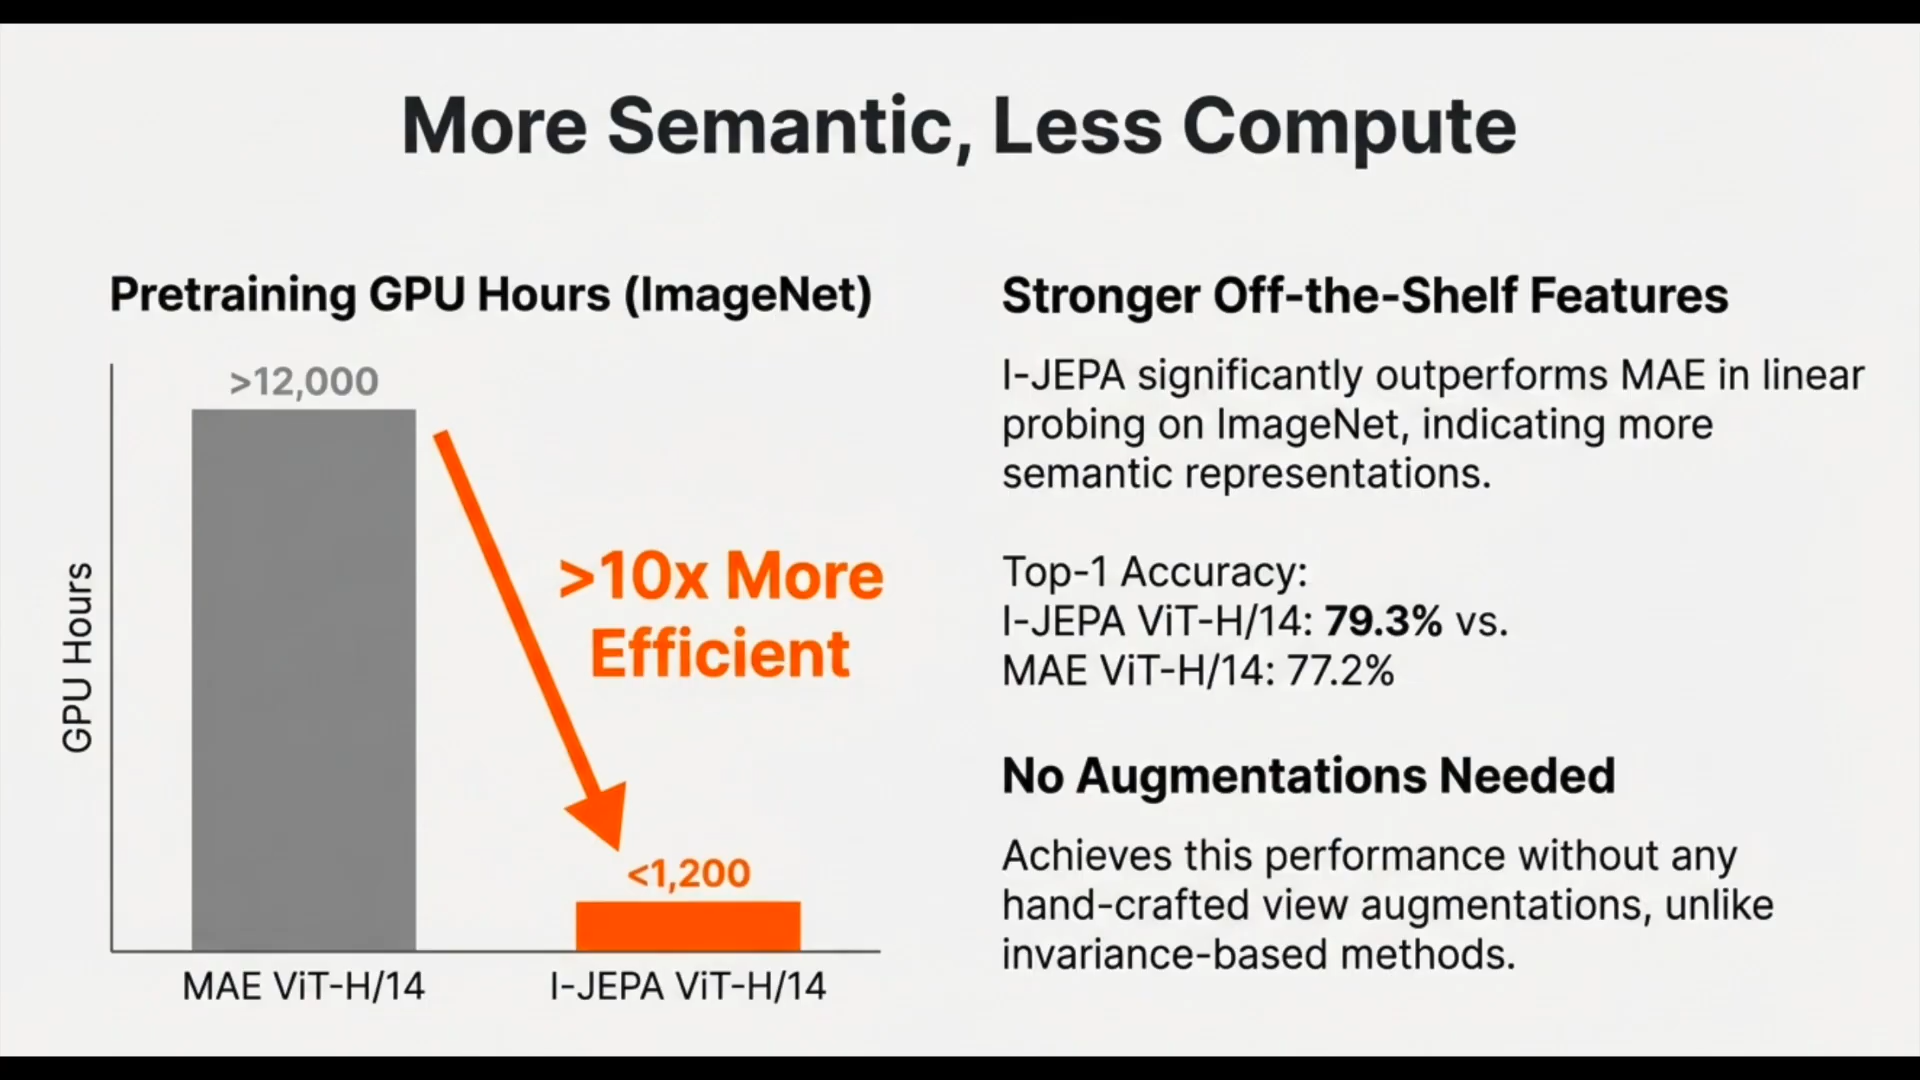 More Semantic, Less Compute
Pretraining GPU Hours (ImageNet)
GPU Hours
>12,000
>10x More
Efficient
<1,200
MAE ViT-H/14
I-JEPA ViT-H/14
Stronger Off-the-Shelf Features
I-JEPA significantly outperforms MAE in linear
probing on ImageNet, indicating more
semantic representations.
Top-1 Accuracy:
I-JEPA ViT-H/14: 79.3% vs.
MAE ViT-H/14: 77.2%
No Augmentations Needed
Achieves this performance without any
hand-crafted view augmentations, unlike
invariance-based methods.